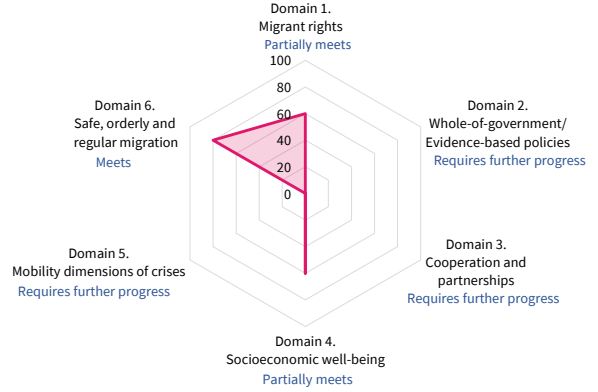 Domain 1.
Migrant rights
Partially meets
100
80
60
40
20
0
Domain 2.
Whole-of-government/
Evidence-based policies
Requires further progress
Domain 3.
Cooperation and
partnerships
Requires further progress
Domain 4.
Socioeconomic well-being
Partially meets
Domain 5.
Mobility dimensions of crises
Requires further progress
Domain 6.
Safe, orderly and
regular migration
Meets